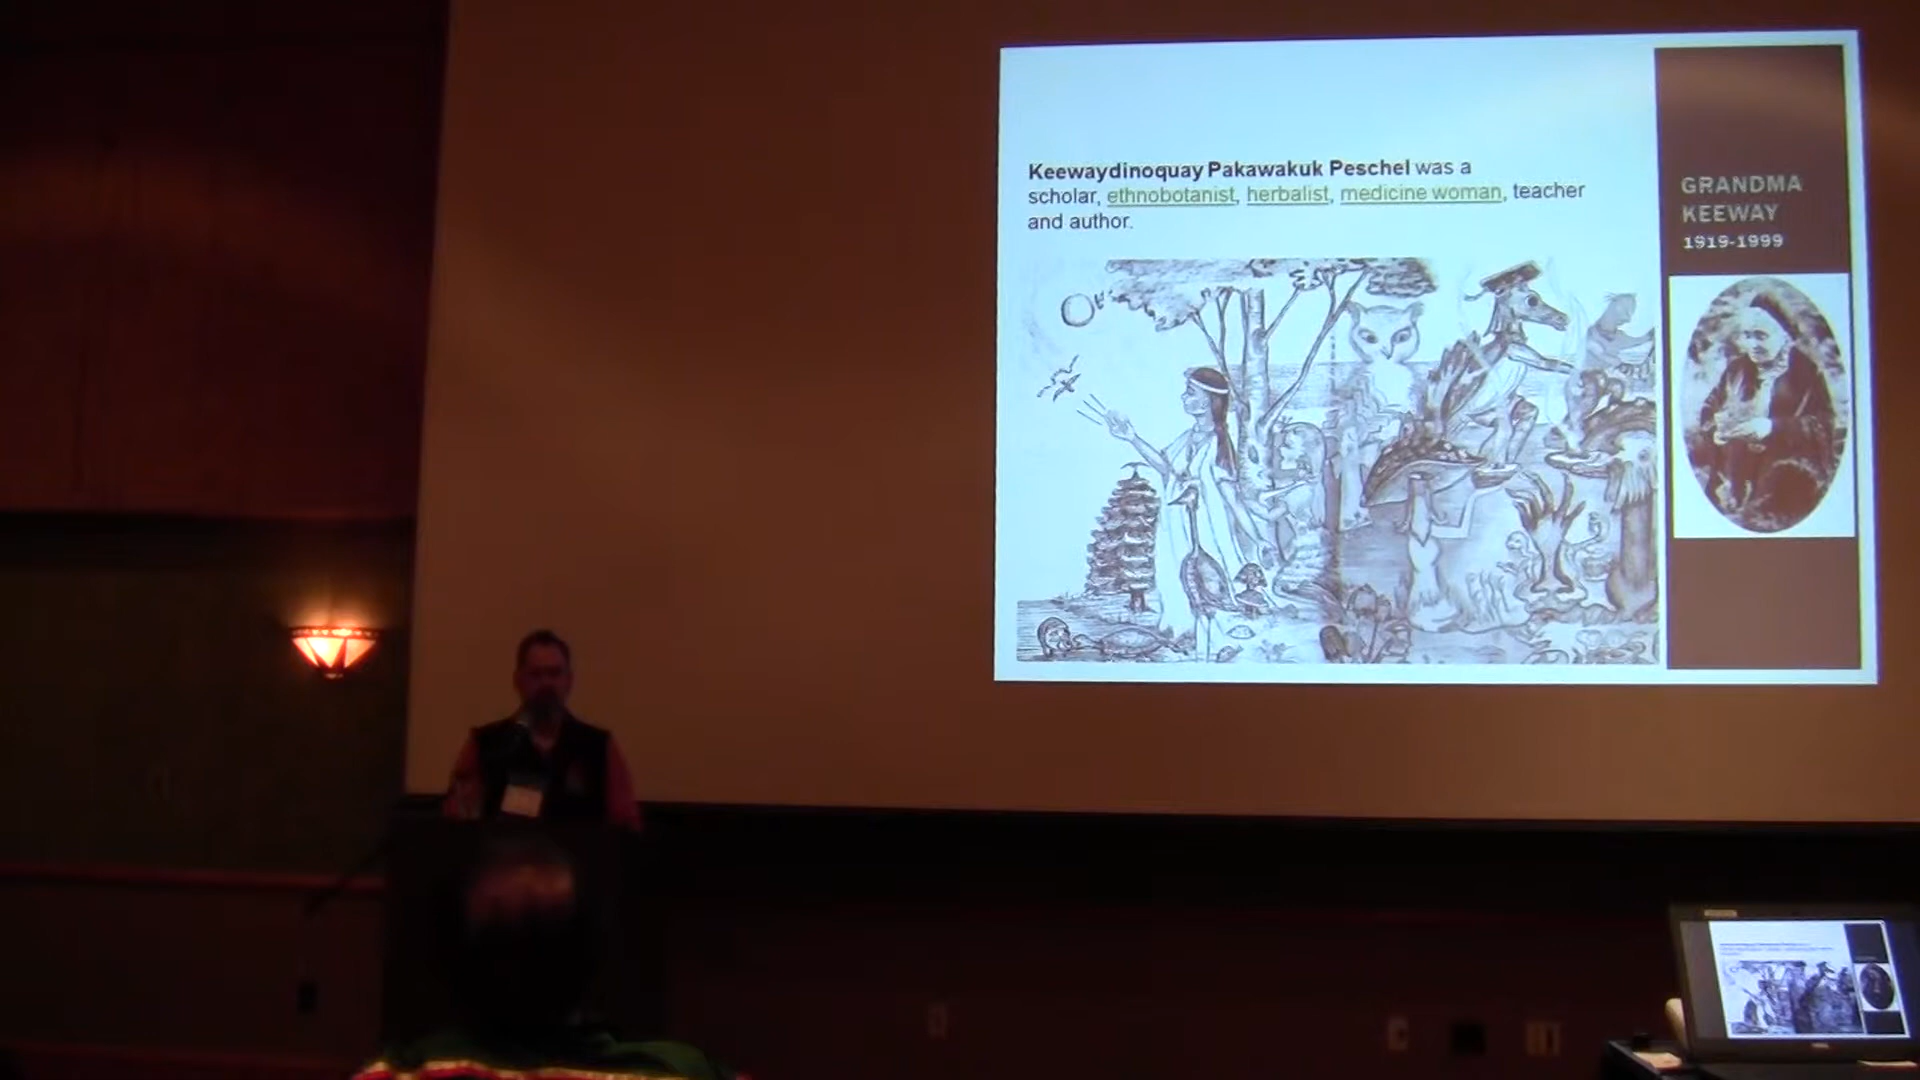 Keewaydinoquay Pakawakuk Peschel was a
scholar, ethnobotanist, herbalist, medicine woman, teacher
and author.
GRANDMA
KEEWAY
1919-1999